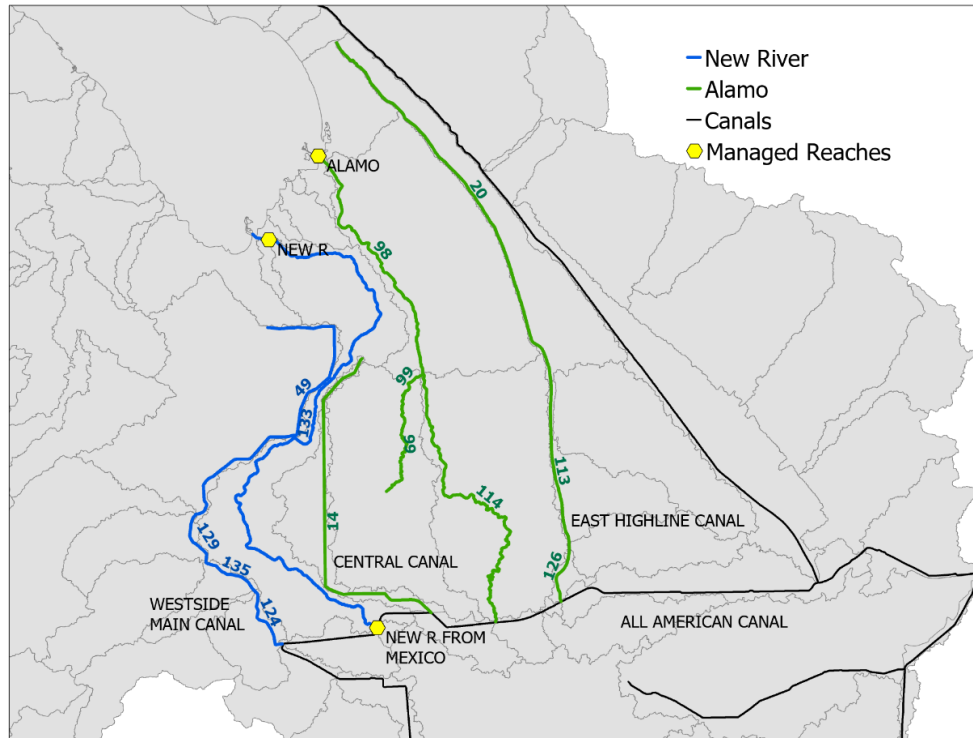 New River
Alamo
Canals
Managed Reaches
ALAMO
20
NEW R
98
49
99
133
66
114
113
14
EAST HIGHLINE CANAL
129
CENTRAL CANAL
126
135
WESTSIDE
MAIN CANAL
124
ALL AMERICAN CANAL
NEW R FROM
MEXICO